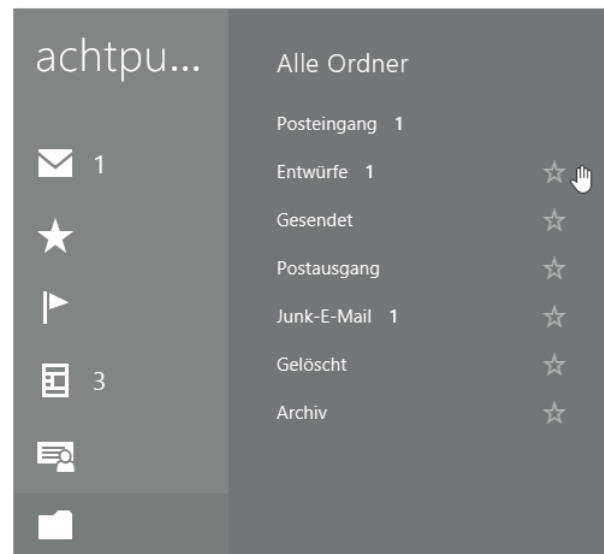 achtpu...
1
3
Alle Ordner
Posteingang 1
Entwürfe 1
Gesendet
Postausgang
Junk-E-Mail 1
Gelöscht
Archiv